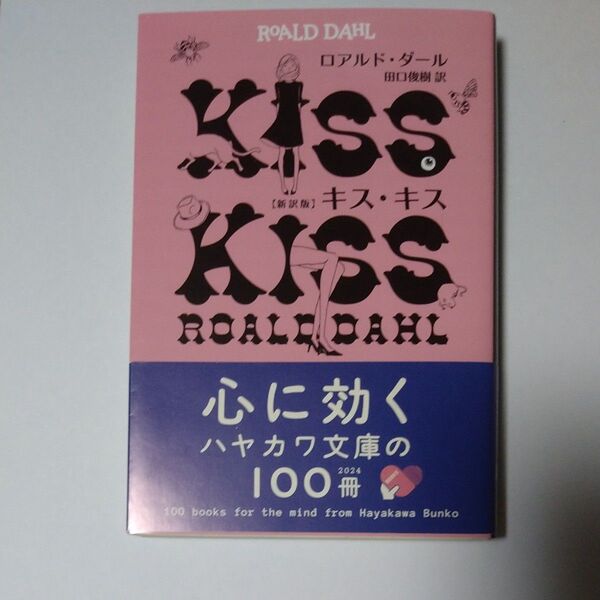 ROALD DAHL
ロアルド・ダール
田口俊樹 訳
KISS
[新訳版] キス・キス
KISS
ROALD DAHL
心に効く
ハヤカワ文庫の
2024
100冊
100 books for the mind from Hayakawa Bunko